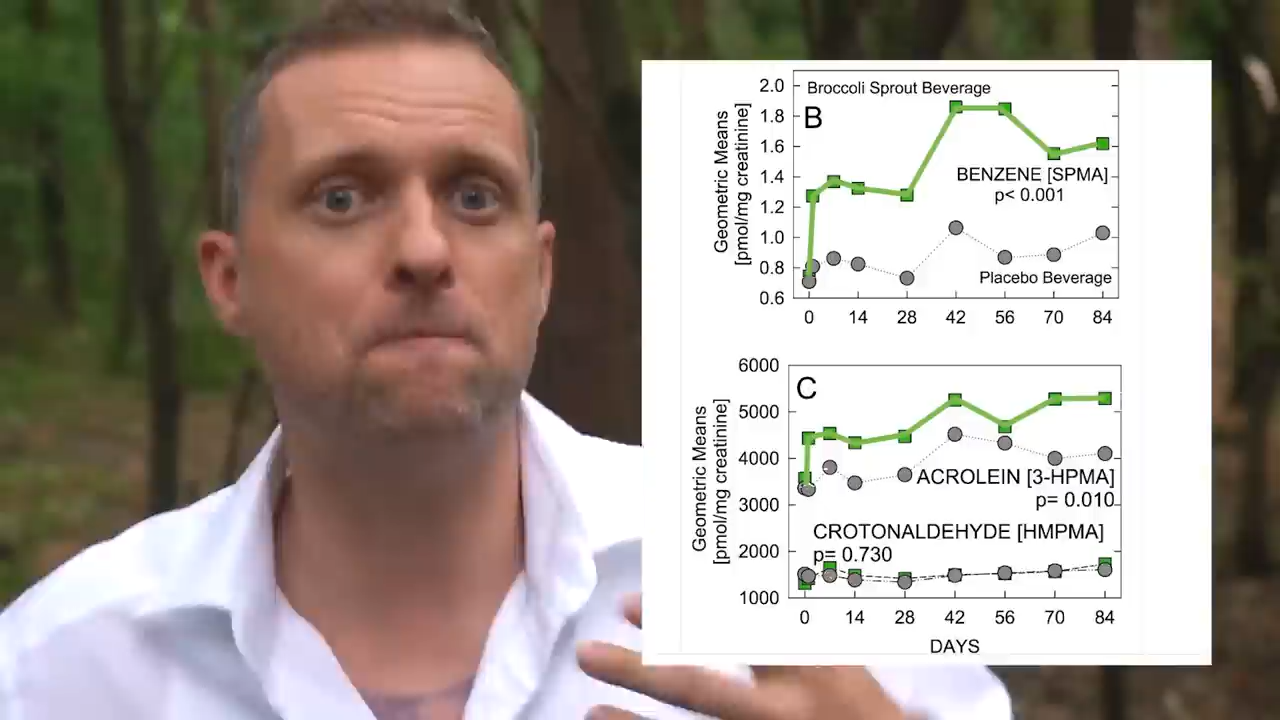 Broccoli Sprout Beverage
B
Geometric Means
[pmol/mg creatinine]
2.0
1.8
1.6
1.4
1.2
1.0
0.8
0.6
BENZENE [SPMA]
p< 0.001
Placebo Beverage
0 14 28 42 56 70 84
C
Geometric Means
[pmol/mg creatinine]
6000
5000
4000
3000
2000
1000
ACROLEIN [3-HPMA]
p= 0.010
CROTONALDEHYDE [HMPMA]
p= 0.730
0 14 28 42 56 70 84
DAYS